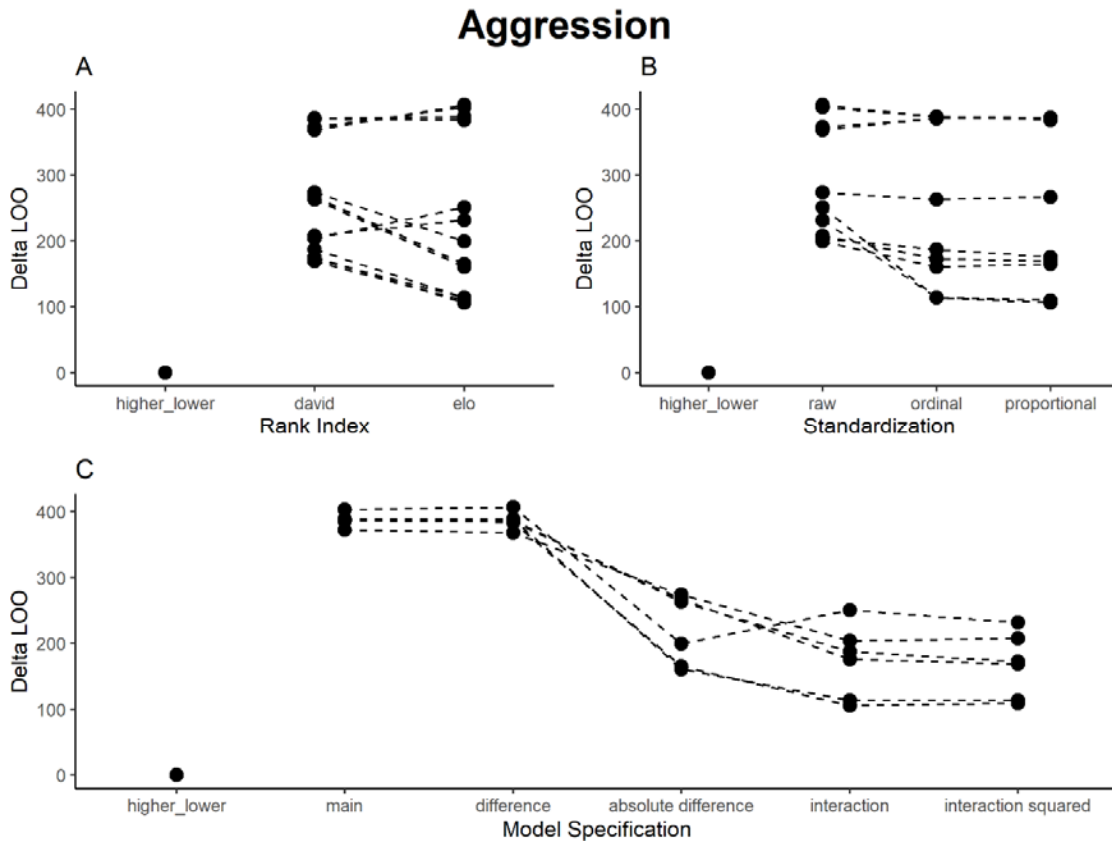 Aggression
A
B
Delta LOO
400
300
200
100
0
higher_lower david elo
Rank Index
Delta LOO
400
300
200
100
0
higher_lower raw ordinal proportional
Standardization
C
Delta LOO
400
300
200
100
0
higher_lower main difference absolute difference interaction interaction squared
Model Specification